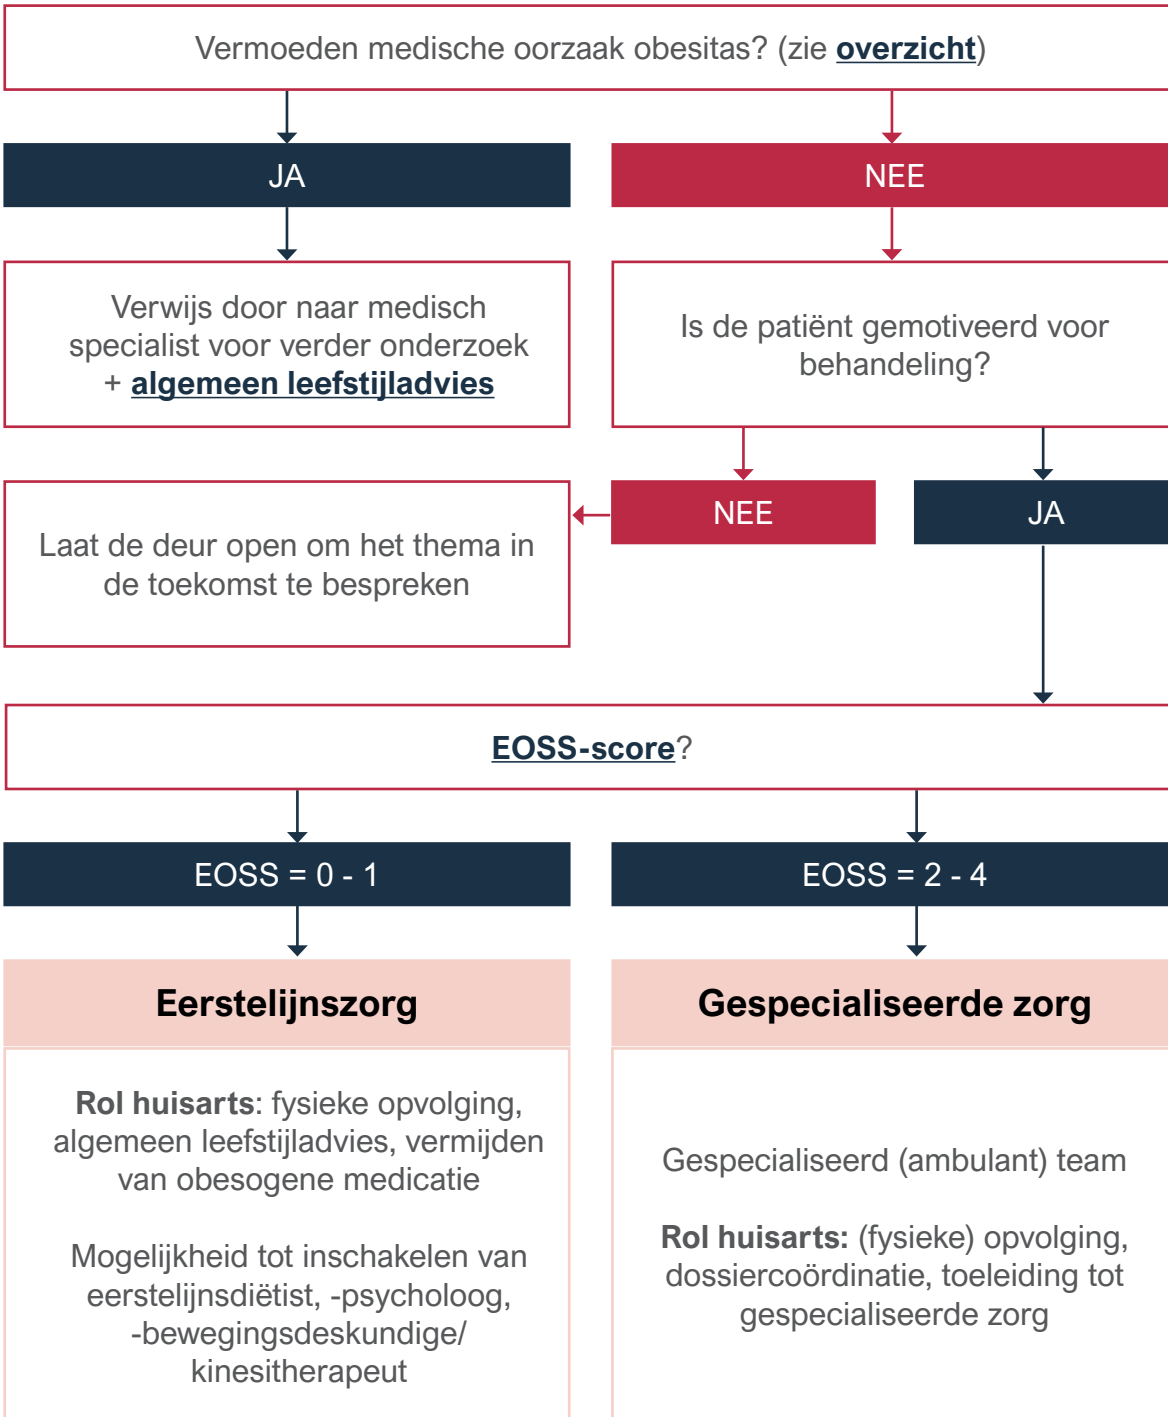 Vermoeden medische oorzaak obesitas? (zie overzicht)
JA
NEE
Verwijs door naar medisch
specialist voor verder onderzoek
+ algemeen leefstijladvies
Is de patiënt gemotiveerd voor
behandeling?
NEE
JA
Laat de deur open om het thema in
de toekomst te bespreken
EOSS-score?
EOSS = 0 - 1
EOSS = 2 - 4
Eerstelijnszorg
Rol huisarts: fysieke opvolging,
algemeen leefstijladvies, vermijden
van obesogene medicatie
Mogelijkheid tot inschakelen van
eerstelijnsdiëtist, -psycholoog,
-bewegingsdeskundige/
kinesitherapeut
Gespecialiseerde zorg
Gespecialiseerd (ambulant) team
Rol huisarts: (fysieke) opvolging,
dossiercoördinatie, toeleiding tot
gespecialiseerde zorg